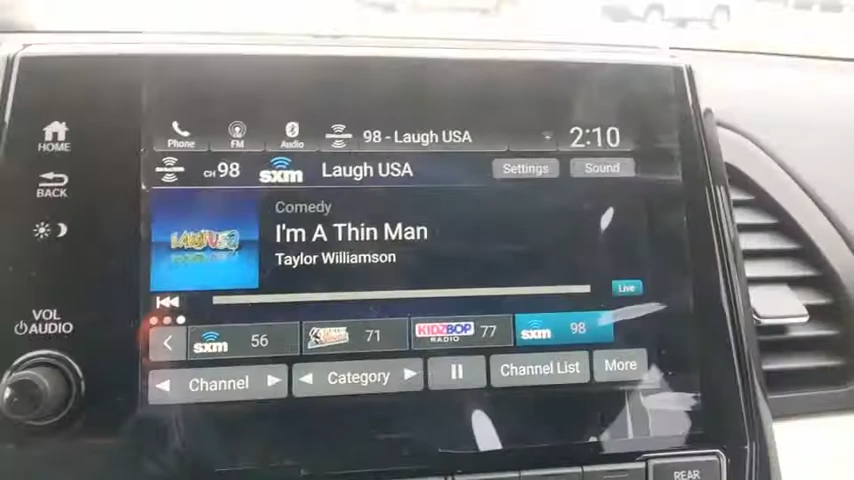 HOME
BACK
VOL
AUDIO
Phone
FM
Audio
98 - Laugh USA
2:10
CH 98
sxm
Laugh USA
Settings
Sound
LAUGH USA
Comedy
I'm A Thin Man
Taylor Williamson
Live
sxm 56
71
KIDZ BOP RADIO 77
sxm 98
Channel
Category
Channel List
More
REAR